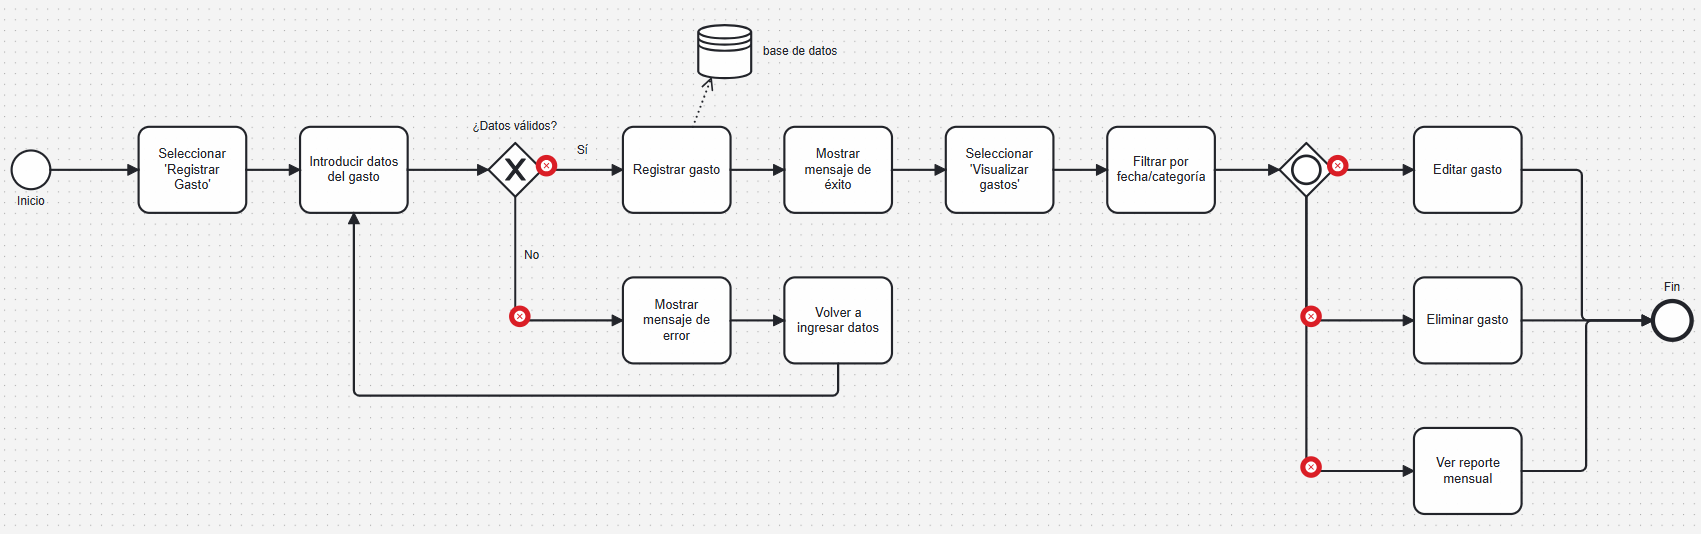 base de datos
¿Datos válidos?
Sí
Inicio
Seleccionar
'Registrar
Gasto'
Introducir datos
del gasto
Registrar gasto
Mostrar
mensaje de
éxito
Seleccionar
'Visualizar
gastos'
Filtrar por
fecha/categoría
Editar gasto
No
Mostrar
mensaje de
error
Volver a
ingresar datos
Eliminar gasto
Fin
Ver reporte
mensual